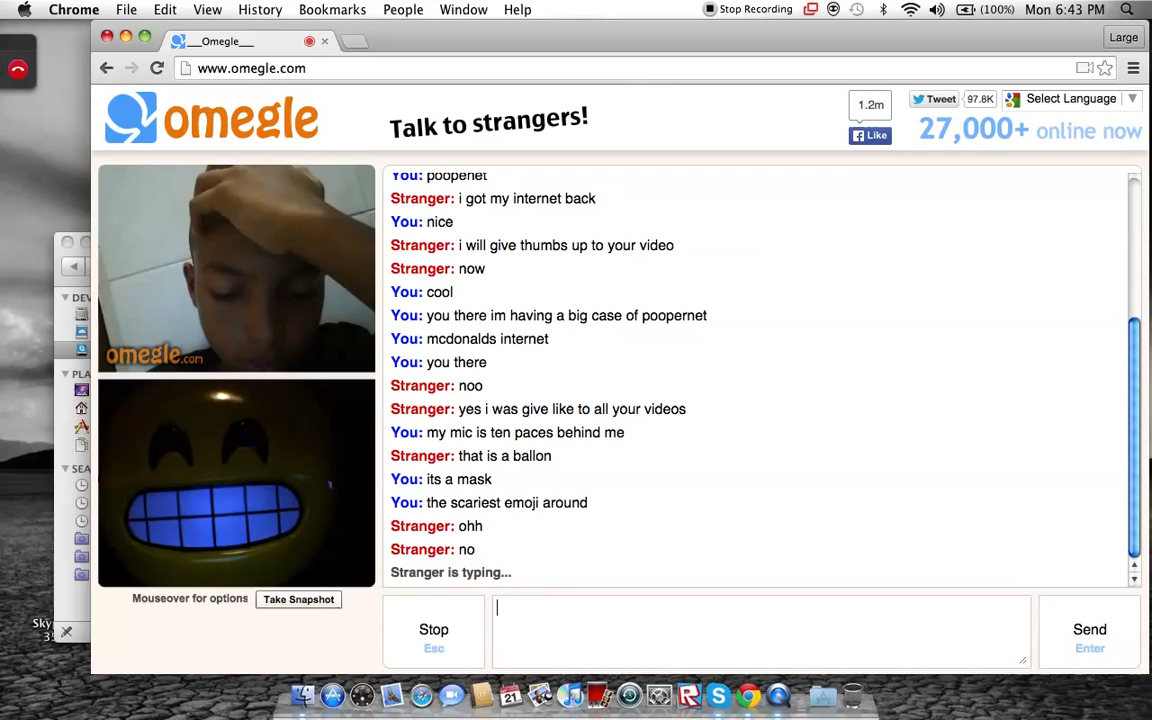 Chrome File Edit View History Bookmarks People Window Help Stop Recording (100%) Mon 6:43 PM
___Omegle___ Large
www.omegle.com
omegle Talk to strangers! 1.2m Like Tweet 97.8K Select Language
27,000+ online now
omegle.com
You: poopenet
Stranger: i got my internet back
You: nice
Stranger: i will give thumbs up to your video
Stranger: now
You: cool
You: you there im having a big case of poopernet
You: mcdonalds internet
You: you there
Stranger: noo
Stranger: yes i was give like to all your videos
You: my mic is ten paces behind me
Stranger: that is a ballon
You: its a mask
You: the scariest emoji around
Stranger: ohh
Stranger: no
Stranger is typing...
Mouseover for options Take Snapshot
Stop
Esc
Send
Enter
DEV
PLA
SEA
21